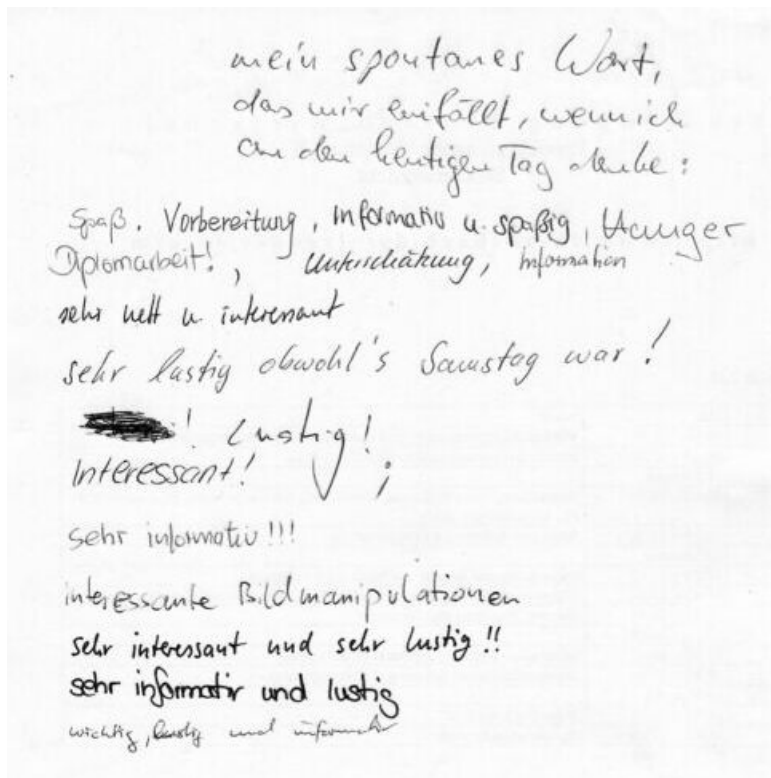 mein spontanes Wort,
das mir einfällt, wenn ich
an den heutigen Tag denke:
Spaß. Vorbereitung, informativ u. spaßig, Hanger
Diplomarbeit!, Unterschätzung, Information
sehr nett u. interessant
sehr lustig obwohl's Samstag war!
! Lustig!
Interessant! ;
sehr informativ!!!
interessante Bildmanipulationen
sehr interessant und sehr lustig!!
sehr informativ und lustig
wichtig, lustig und informativ